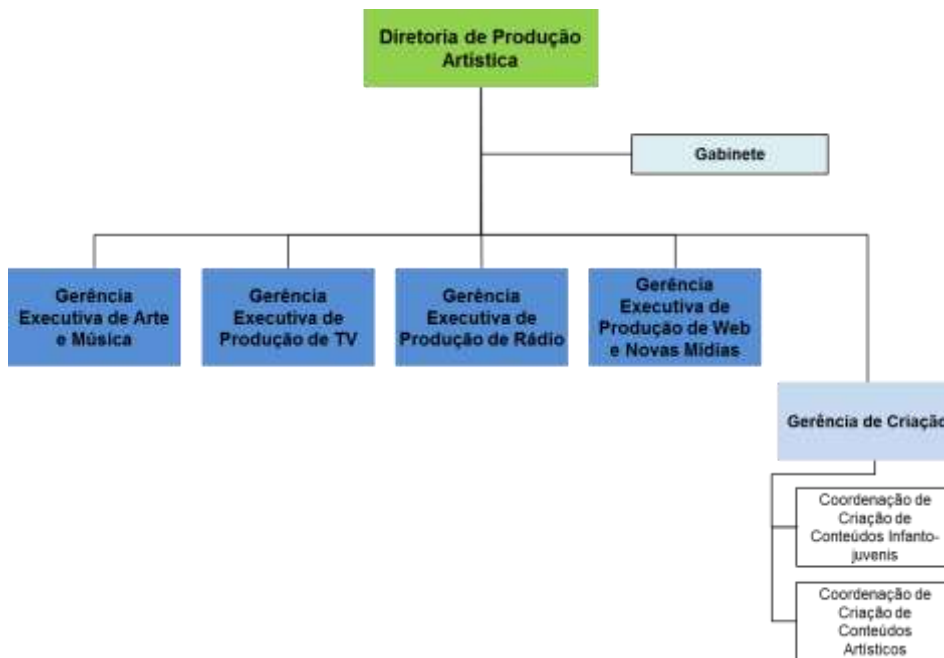 Diretoria de Produção
Artística
Gabinete
Gerência
Executiva de Arte
e Música
Gerência
Executiva de
Produção de TV
Gerência
Executiva de
Produção de Rádio
Gerência
Executiva de
Produção de Web
e Novas Mídias
Gerência de Criação
Coordenação de
Criação de
Conteúdos Infanto-
juvenis
Coordenação de
Criação de
Conteúdos
Artísticos